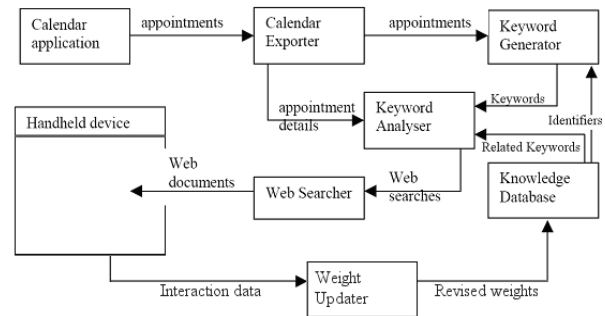 Calendar
application
appointments
Calendar
Exporter
appointments
Keyword
Generator
appointment
details
Keyword
Analyser
Keywords
Identifiers
Related Keywords
Handheld device
Web
documents
Web Searcher
Web
searches
Knowledge
Database
Interaction data
Weight
Updater
Revised weights